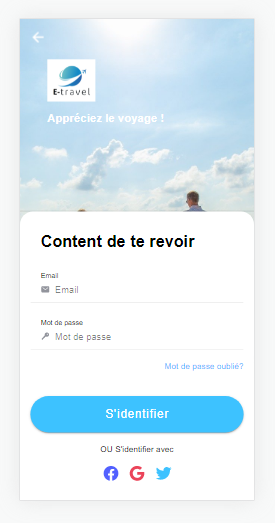 E-travel
Appréciez le voyage !
Content de te revoir
Email
Email
Mot de passe
Mot de passe
Mot de passe oublié?
S'identifier
OU S'identifier avec